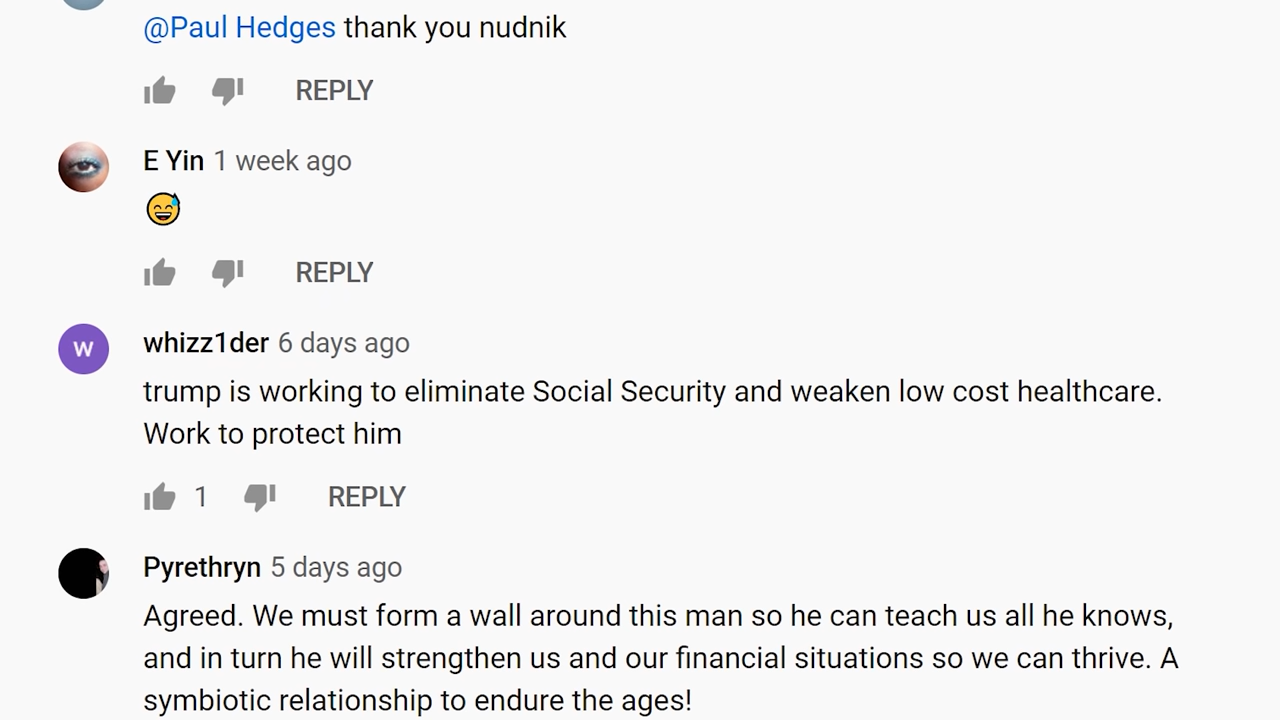 @Paul Hedges thank you nudnik
REPLY
E Yin 1 week ago
😅
REPLY
W
whizz1der 6 days ago
trump is working to eliminate Social Security and weaken low cost healthcare.
Work to protect him
1 REPLY
Pyrethryn 5 days ago
Agreed. We must form a wall around this man so he can teach us all he knows,
and in turn he will strengthen us and our financial situations so we can thrive. A
symbiotic relationship to endure the ages!